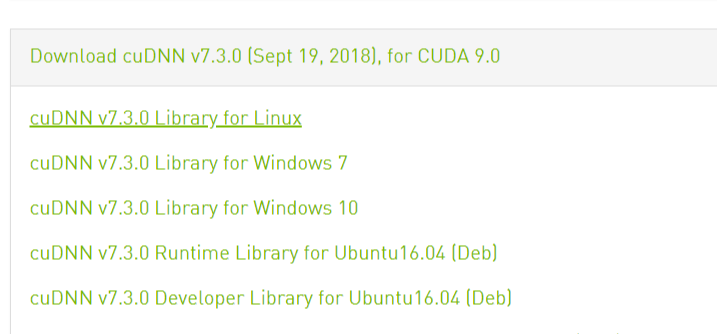 Download cuDNN v7.3.0 (Sept 19, 2018), for CUDA 9.0
cuDNN v7.3.0 Library for Linux
cuDNN v7.3.0 Library for Windows 7
cuDNN v7.3.0 Library for Windows 10
cuDNN v7.3.0 Runtime Library for Ubuntu16.04 (Deb)
cuDNN v7.3.0 Developer Library for Ubuntu16.04 (Deb)